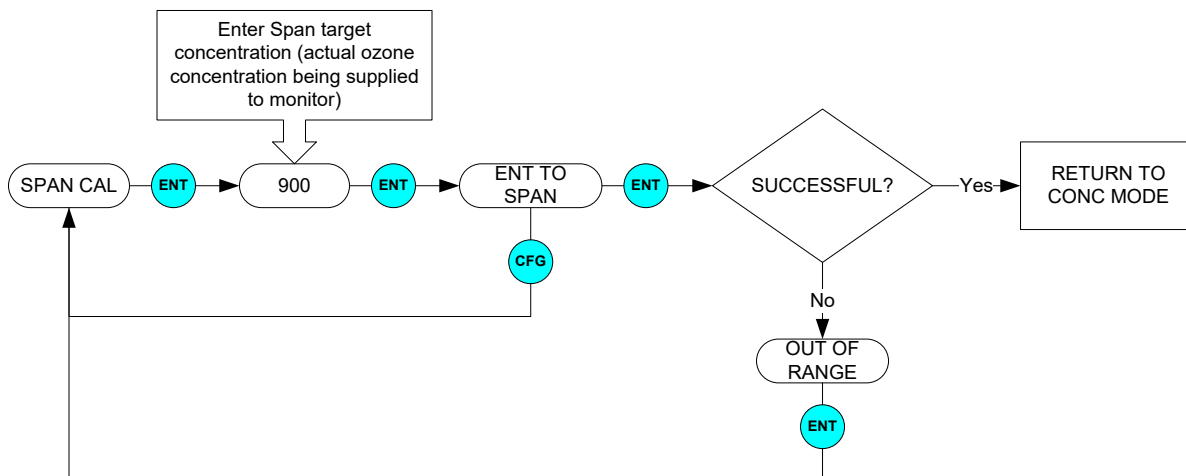 Enter Span target
concentration (actual ozone
concentration being supplied
to monitor)
SPAN CAL
ENT
900
ENT
ENT TO
SPAN
ENT
SUCCESSFUL?
Yes
RETURN TO
CONC MODE
CFG
No
OUT OF
RANGE
ENT